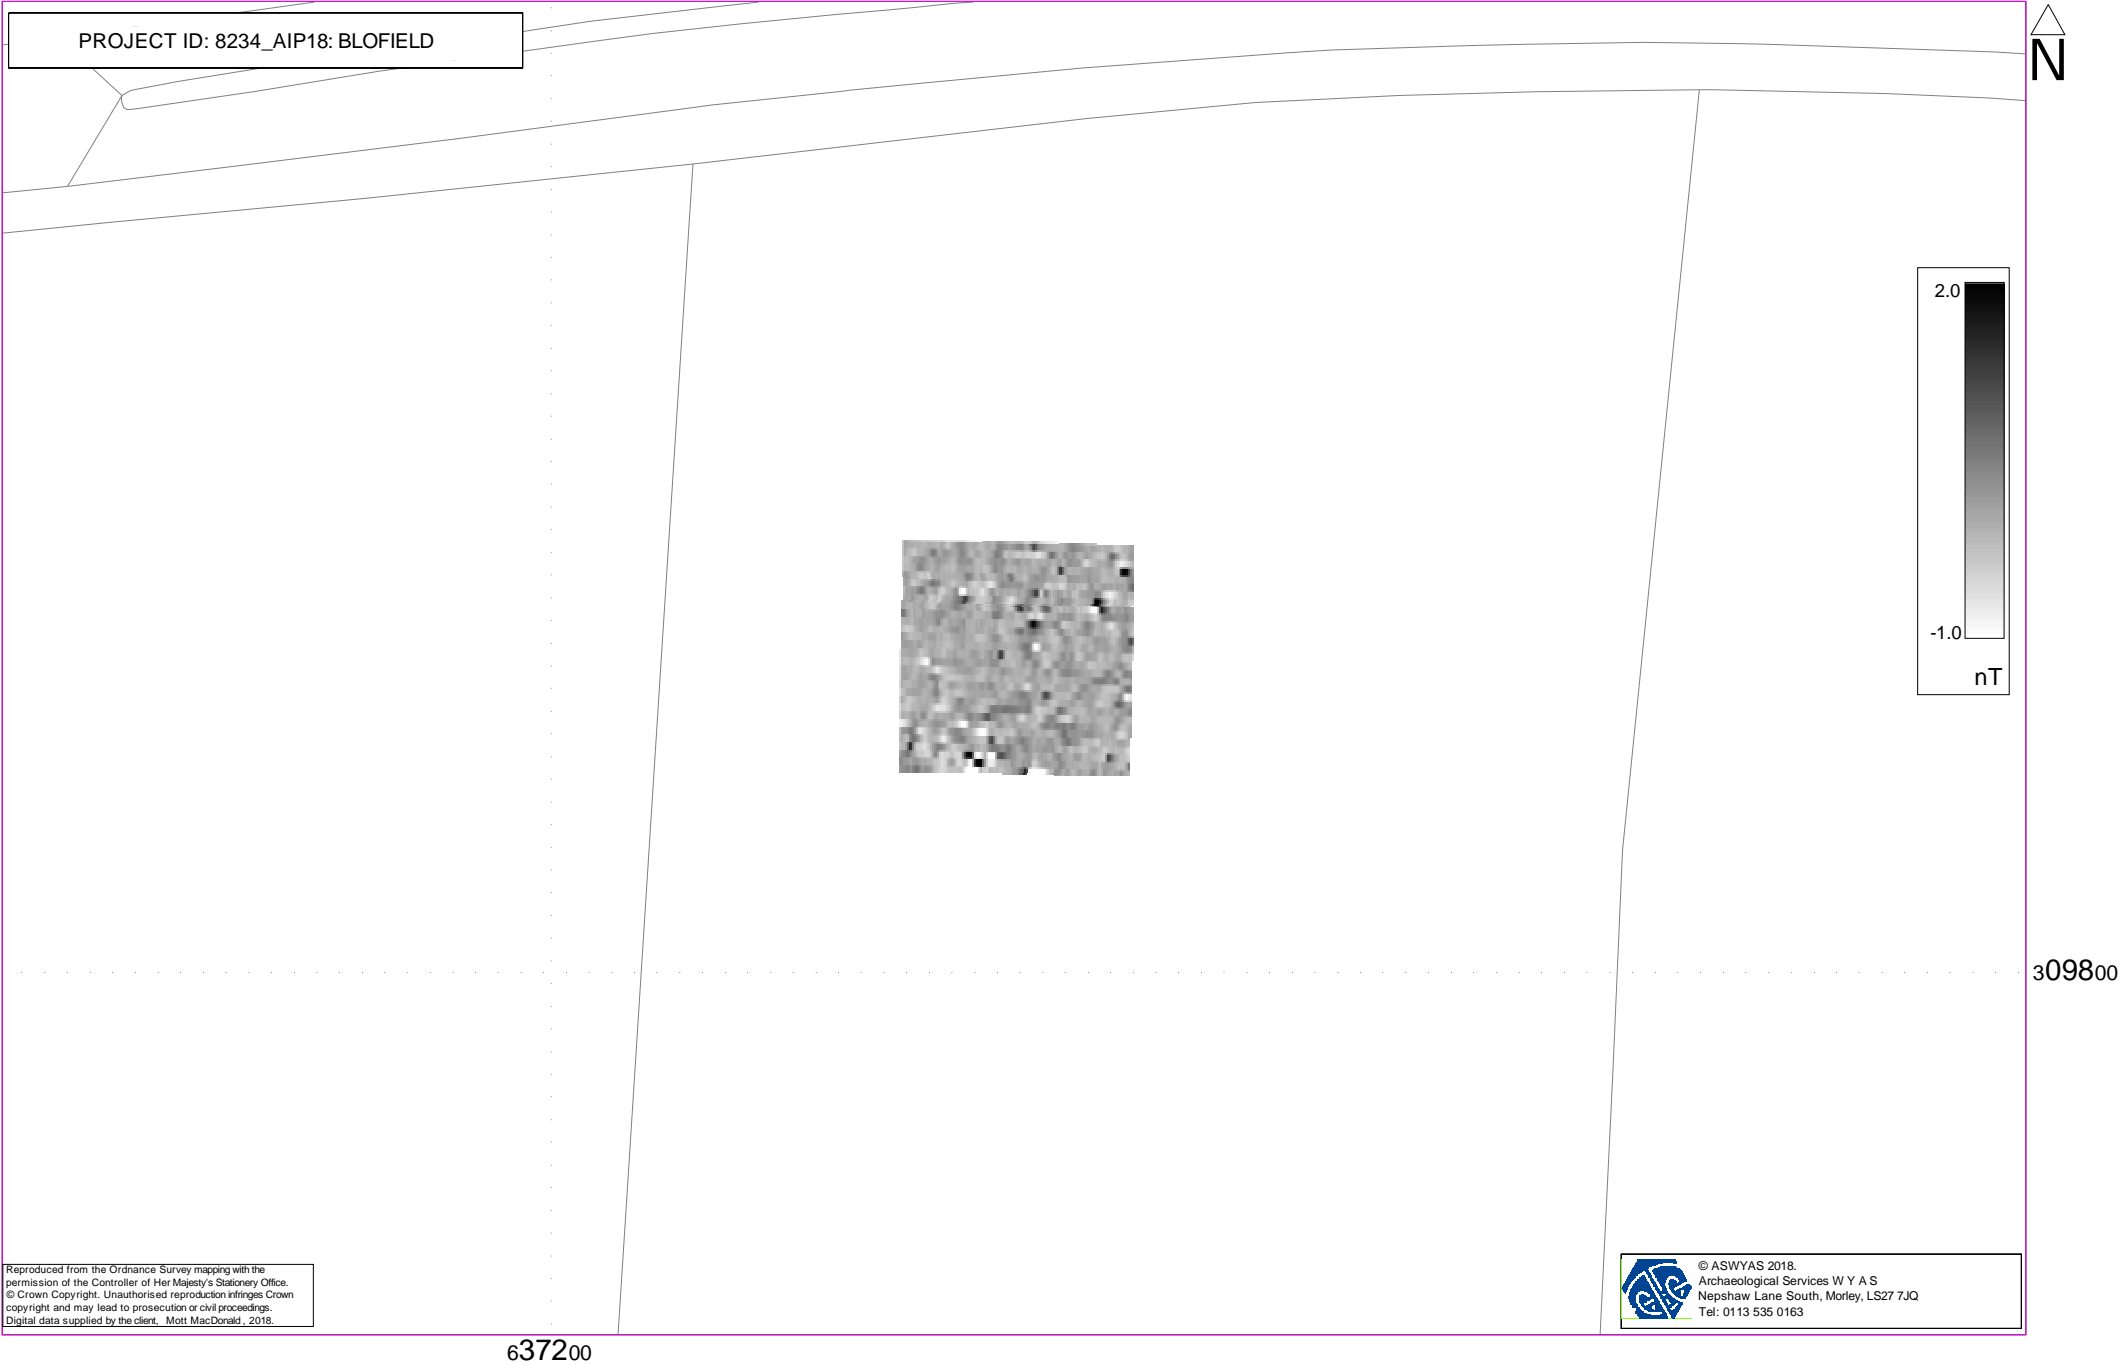 PROJECT ID: 8234_AIP18: BLOFIELD
N
2.0
-1.0
nT
309800
Reproduced from the Ordnance Survey mapping with the
permission of the Controller of Her Majesty's Stationery Office.
© Crown Copyright. Unauthorised reproduction infringes Crown
copyright and may lead to prosecution or civil proceedings.
Digital data supplied by the client, Mott MacDonald, 2018.
© ASWYAS 2018.
Archaeological Services W Y A S
Nepshaw Lane South, Morley, LS27 7JQ
Tel: 0113 535 0163
637200